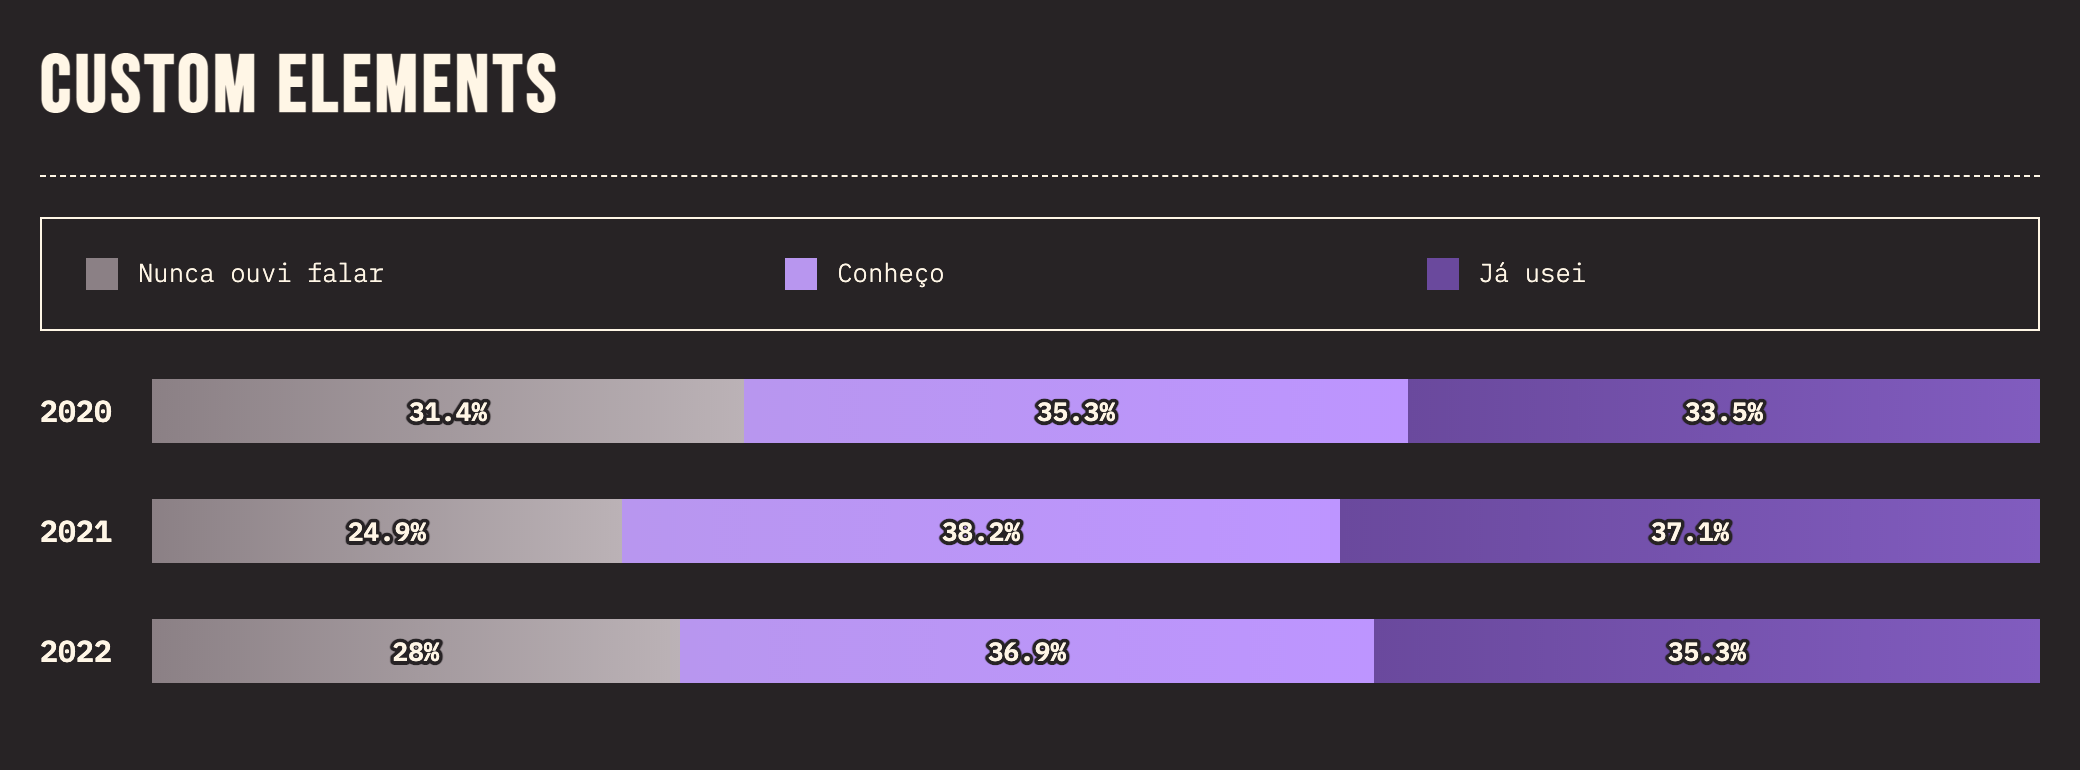 CUSTOM ELEMENTS
Nunca ouvi falar Conheço Já usei
2020 31.4% 35.3% 33.5%
2021 24.9% 38.2% 37.1%
2022 28% 36.9% 35.3%